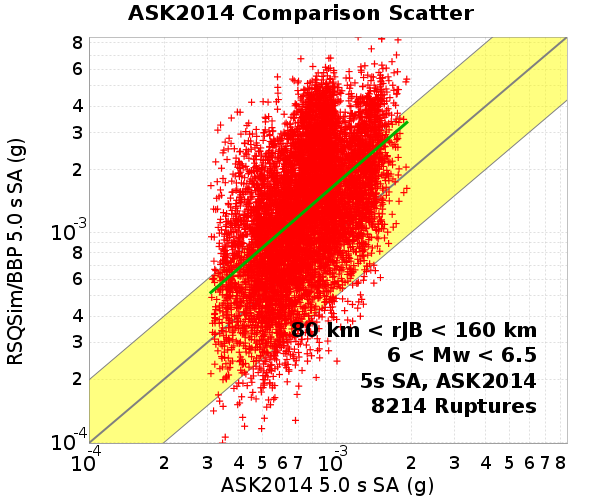 ASK2014 Comparison Scatter
RSQSim/BBP 5.0 s SA (g)
8
6
4
3
2
10^-3
8
6
4
3
2
10^-4
80 km < rJB < 160 km
6 < Mw < 6.5
5s SA, ASK2014
8214 Ruptures
10^-4 2 3 4 5 6 7 10^-3 2 3 4 5 6 7 8
ASK2014 5.0 s SA (g)